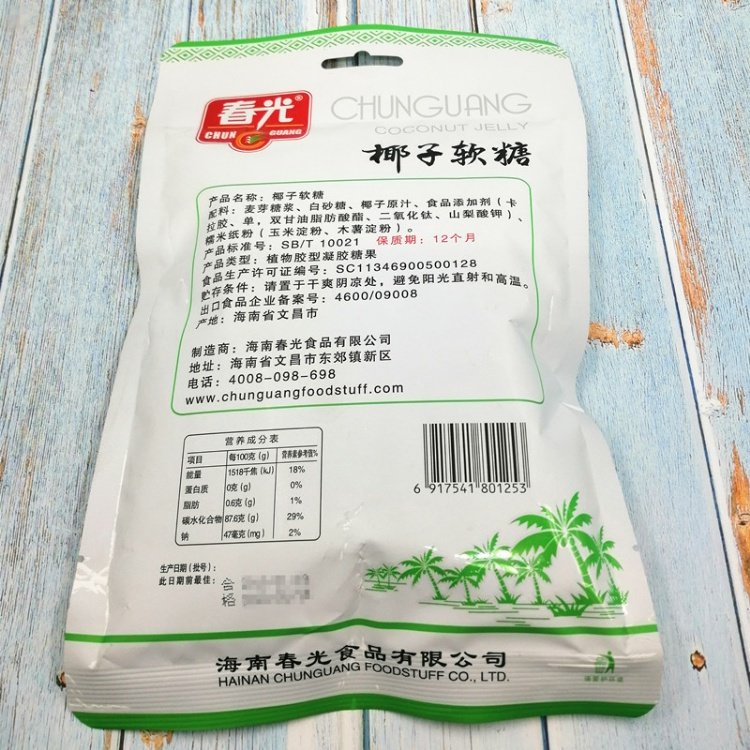 春光®
CHUN GUANG
CHUNGUANG
COCONUT JELLY
椰子软糖
产品名称：椰子软糖
配料：麦芽糖浆、白砂糖、椰子原汁、食品添加剂（卡
拉胶、单，双甘油脂肪酸酯、二氧化钛、山梨酸钾）、
糯米纸粉（玉米淀粉、木薯淀粉）。
产品标准号：SB/T 10021 保质期：12个月
产品类型：植物胶型凝胶糖果
食品生产许可证编号：SC11346900500128
贮存条件：请置于干爽阴凉处，避免阳光直射和高温。
出口食品企业备案号：4600/09008
产地：海南省文昌市
制造商：海南春光食品有限公司
地址：海南省文昌市东郊镇新区
电话：4008-098-698
www.chunguangfoodstuff.com
营养成分表
项目 每100克(g) 营养素参考值%
能量 1518千焦(kJ) 18%
蛋白质 0克(g) 0%
脂肪 0.6克(g) 1%
碳水化合物 87.6克(g) 29%
钠 47毫克(mg) 2%
6 917541 801253
生产日期（批号）：
此日期前最佳：
合格
海南春光食品有限公司
HAINAN CHUNGUANG FOODSTUFF CO., LTD.